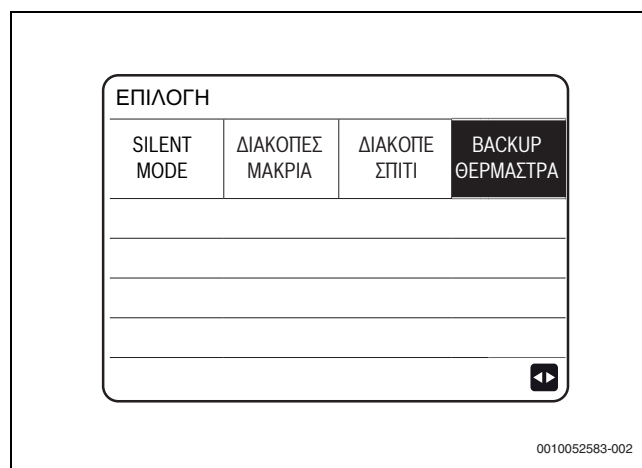 ΕΠΙΛΟΓΗ
SILENT MODE
ΔΙΑΚΟΠΕΣ ΜΑΚΡΙΑ
ΔΙΑΚΟΠΕ ΣΠΙΤΙ
BACKUP ΘΕΡΜΑΣΤΡΑ
0010052583-002